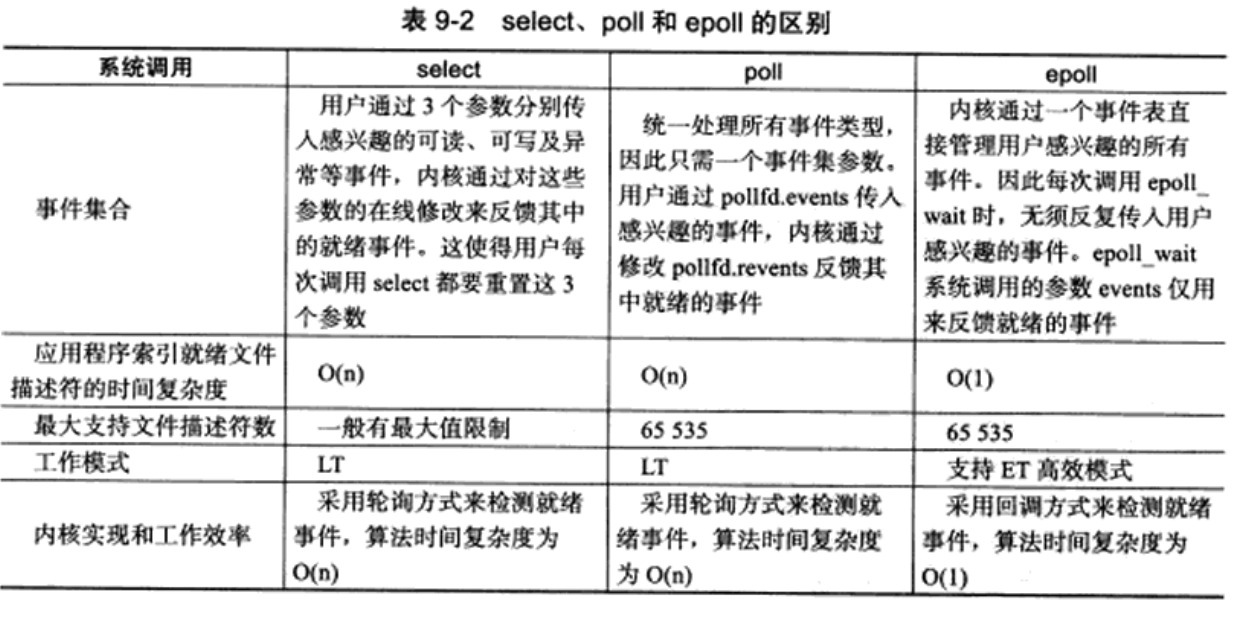 表 9-2 select、poll 和 epoll 的区别
系统调用
select
poll
epoll
事件集合
用户通过 3 个参数分别传
入感兴趣的可读、可写及异
常等事件，内核通过对这些
参数的在线修改来反馈其中
的就绪事件。这使得用户每
次调用 select 都要重置这 3
个参数
统一处理所有事件类型，
因此只需一个事件集参数。
用户通过 pollfd.events 传入
感兴趣的事件，内核通过
修改 pollfd.revents 反馈其
中就绪的事件
内核通过一个事件表直
接管理用户感兴趣的所有
事件。因此每次调用 epoll_
wait 时，无须反复传入用户
感兴趣的事件。epoll_wait
系统调用的参数 events 仅用
来反馈就绪的事件
应用程序索引就绪文件
描述符的时间复杂度
O(n)
O(n)
O(1)
最大支持文件描述符数
一般有最大值限制
65 535
65 535
工作模式
LT
LT
支持 ET 高效模式
内核实现和工作效率
采用轮询方式来检测就绪
事件，算法时间复杂度为
O(n)
采用轮询方式来检测就
绪事件，算法时间复杂度
为 O(n)
采用回调方式来检测就绪
事件，算法时间复杂度为
O(1)